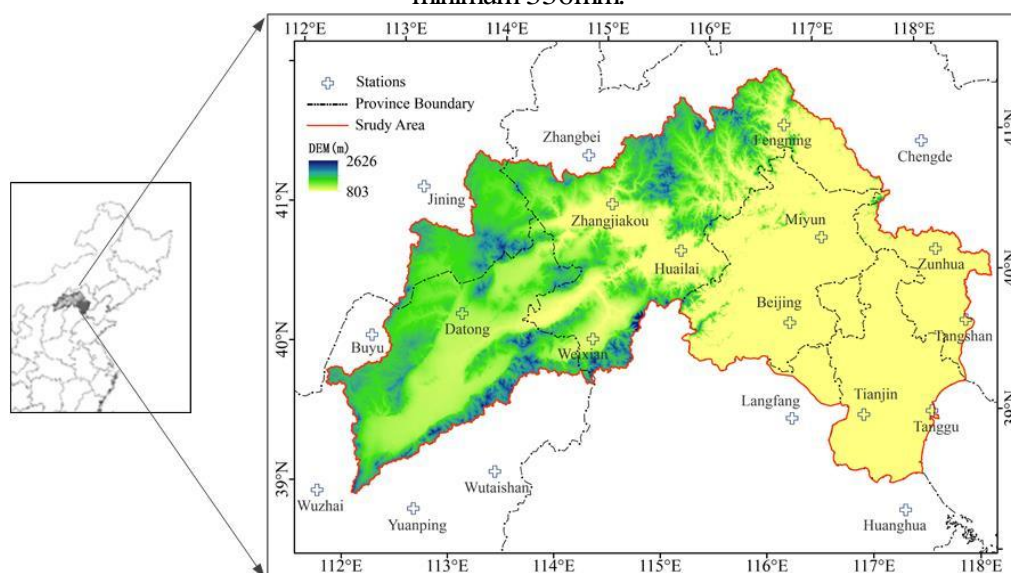 minimum 350mm.
112°E 113°E 114°E 115°E 116°E 117°E 118°E
Stations
Province Boundary
Srudy Area
DEM(m)
2626
803
Zhangbei
Fengning
Chengde
41°N
41°N
Jining
Zhangjiakou
Miyun
Huailai
Zunhua
40°N
Beijing
Datong
Buyu
Weixian
Tangshan
40°N
Langfang
Tianjin
Tanggu
39°N
39°N
Wutaishan
Wuzhai
Yuanping
Huanghua
112°E 113°E 114°E 115°E 116°E 117°E 118°E